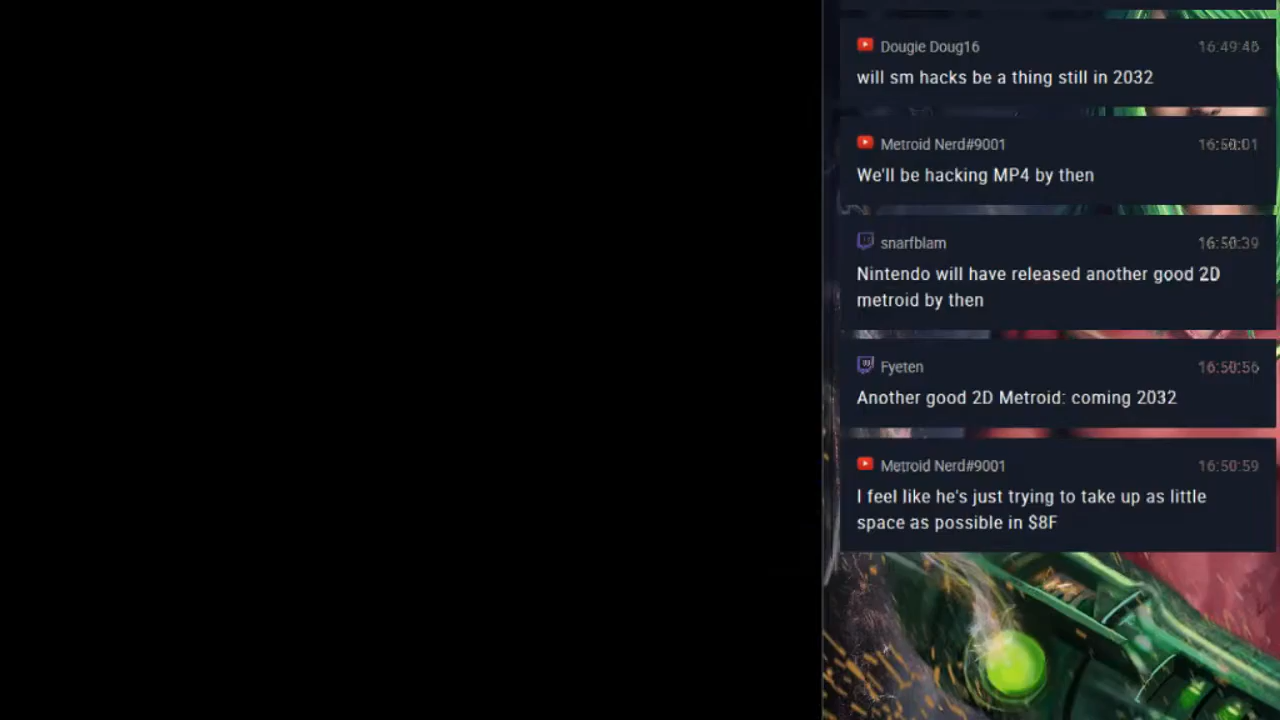 Dougie Doug16 16:49:45
will sm hacks be a thing still in 2032
Metroid Nerd#9001 16:50:01
We'll be hacking MP4 by then
snarfblam 16:50:39
Nintendo will have released another good 2D
metroid by then
Fyeten 16:50:56
Another good 2D Metroid: coming 2032
Metroid Nerd#9001 16:50:59
I feel like he's just trying to take up as little
space as possible in $8F